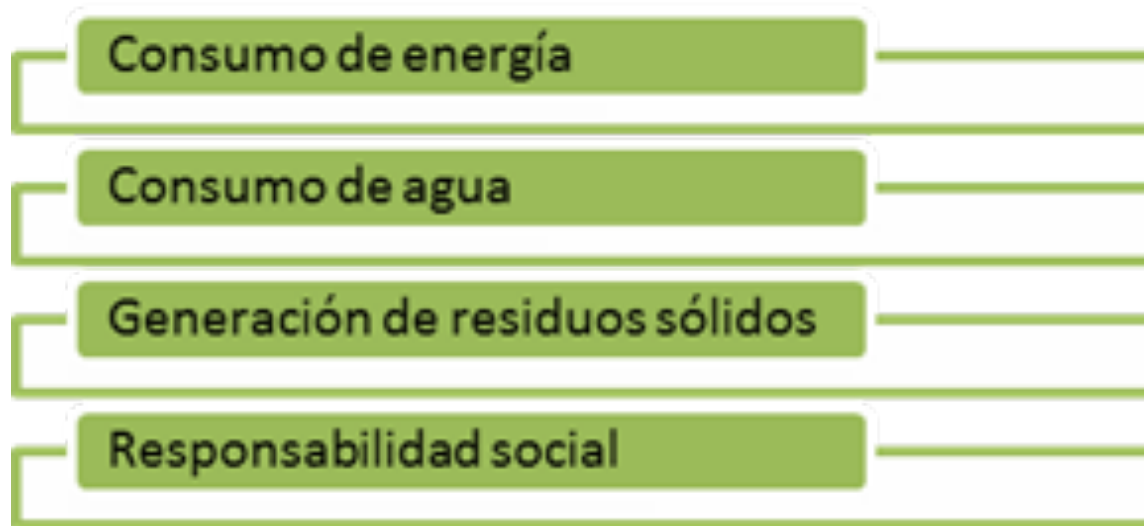 Consumo de energía
Consumo de agua
Generación de residuos sólidos
Responsabilidad social